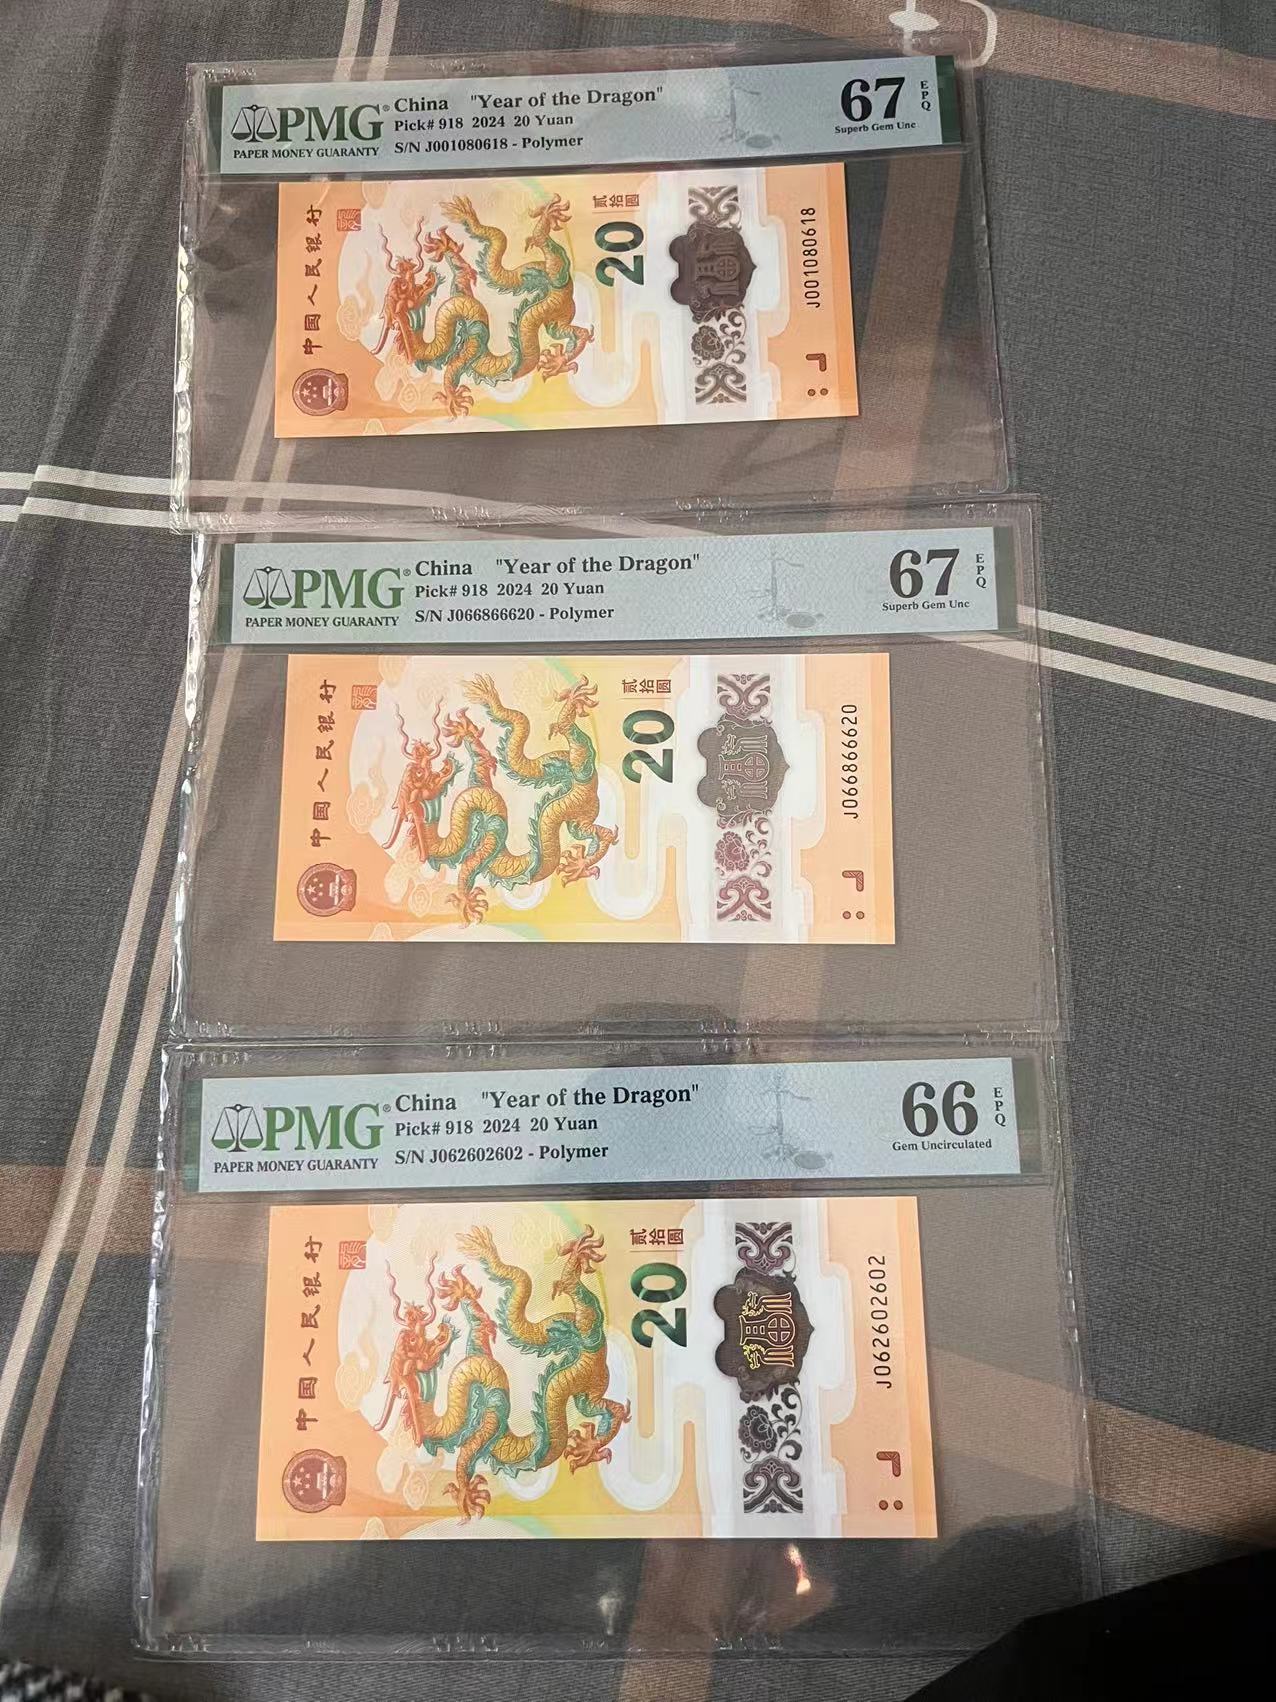 PMG®
PAPER MONEY GUARANTY
China "Year of the Dragon"
Pick# 918 2024 20 Yuan
S/N J001080618 - Polymer
67
EPQ
Superb Gem Unc
中国人民银行
贰拾圆
20
福
J001080618
PMG®
PAPER MONEY GUARANTY
China "Year of the Dragon"
Pick# 918 2024 20 Yuan
S/N J066866620 - Polymer
67
EPQ
Superb Gem Unc
中国人民银行
贰拾圆
20
福
J066866620
PMG®
PAPER MONEY GUARANTY
China "Year of the Dragon"
Pick# 918 2024 20 Yuan
S/N J062602602 - Polymer
66
EPQ
Gem Uncirculated
中国人民银行
贰拾圆
20
福
J062602602